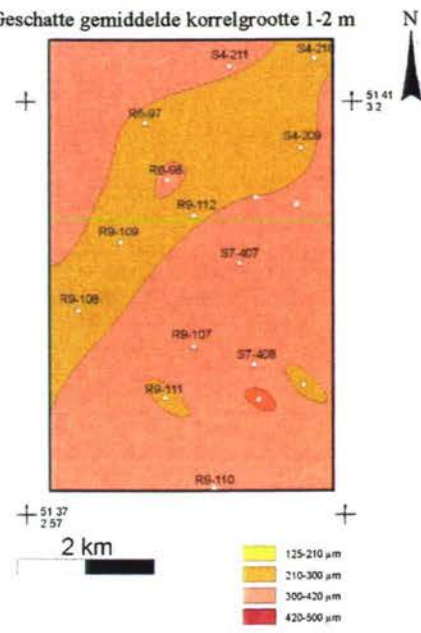 Geschatte gemiddelde korrelgrootte 1-2 m
N
S4-211
S4-210
51 41
3 2
R6-97
S4-209
R6-98
R9-112
R9-109
S7-407
R9-108
R9-107
S7-408
R9-111
R9-110
51 37
2 57
2 km
125-210 µm
210-300 µm
300-420 µm
420-500 µm